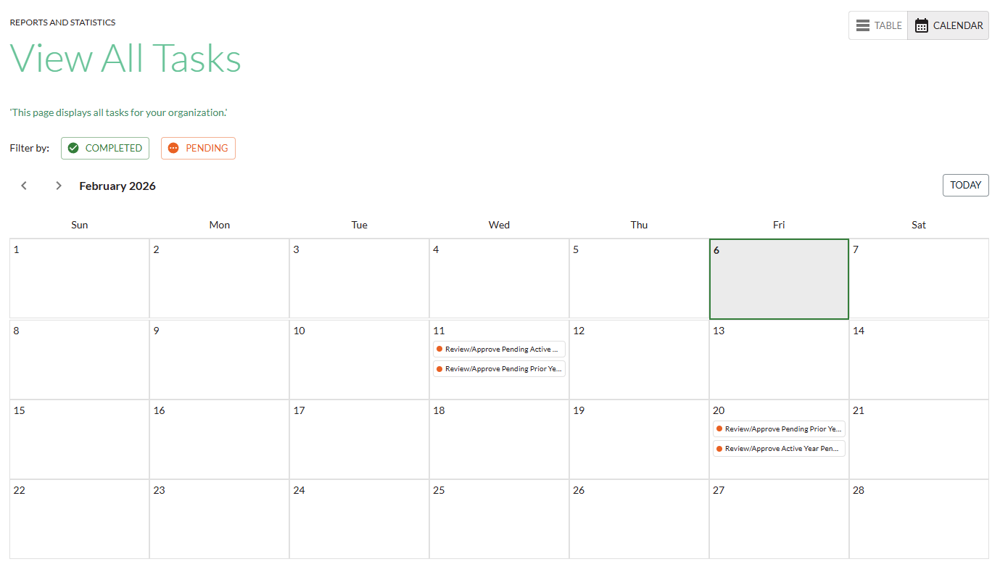 REPORTS AND STATISTICS
TABLE
CALENDAR
View All Tasks
'This page displays all tasks for your organization.'
Filter by:
COMPLETED
PENDING
February 2026
TODAY
Sun Mon Tue Wed Thu Fri Sat
1 2 3 4 5 6 7
8 9 10 11 12 13 14
Review/Approve Pending Active ...
Review/Approve Pending Prior Ye...
15 16 17 18 19 20 21
Review/Approve Pending Prior Ye...
Review/Approve Active Year Pen...
22 23 24 25 26 27 28